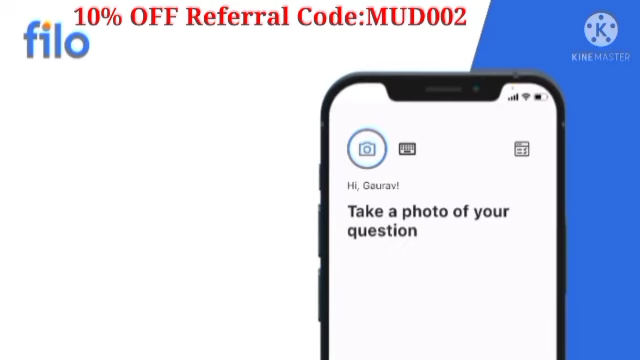 10% OFF Referral Code:MUD002
filo
K
KINEMASTER
Hi, Gaurav!
Take a photo of your
question